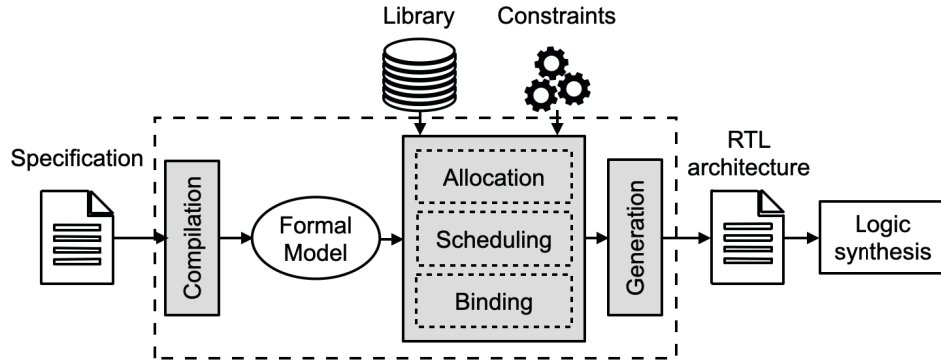 Library
Constraints
Specification
Compilation
Formal
Model
Allocation
Scheduling
Binding
Generation
RTL
architecture
Logic
synthesis